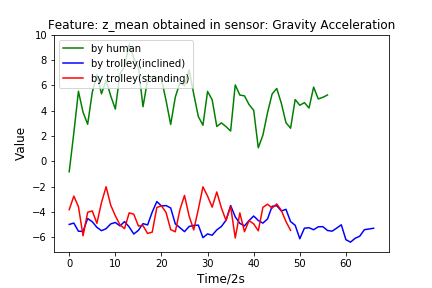 Feature: z_mean obtained in sensor: Gravity Acceleration
by human
by trolley(inclined)
by trolley(standing)
Value
10
8
6
4
2
0
−2
−4
−6
0
10
20
30
40
50
60
Time/2s